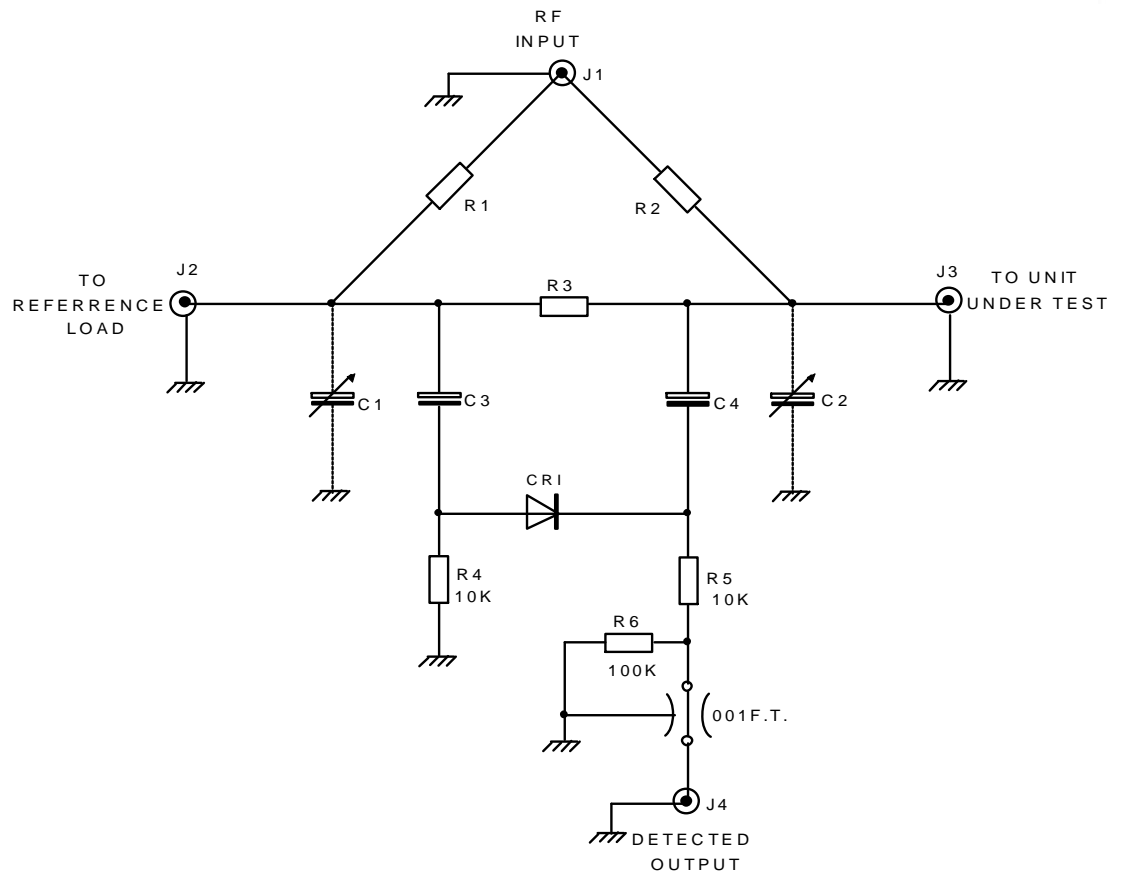 RF
INPUT
J1
R1
R2
J2
TO
REFERRENCE
LOAD
R3
J3
TO UNIT
UNDER TEST
C1
C3
C4
C2
CRI
R4
10K
R5
10K
R6
100K
001F.T.
J4
DETECTED
OUTPUT